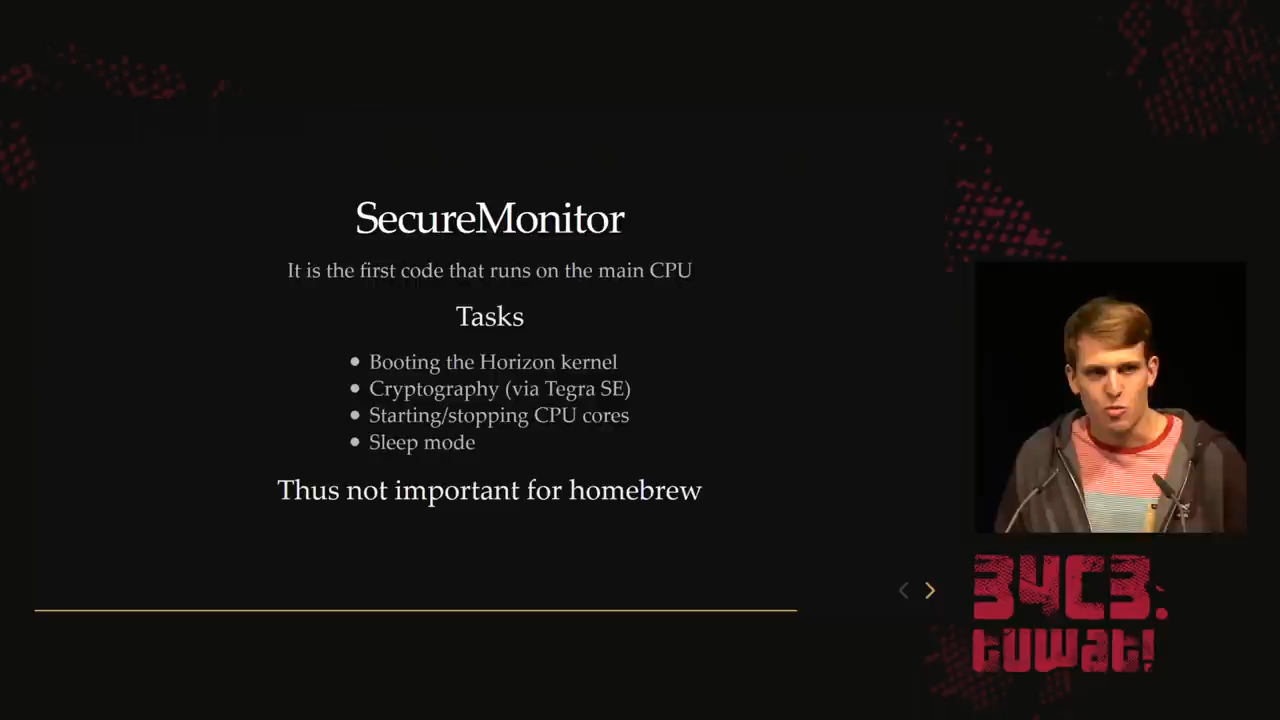 SecureMonitor
It is the first code that runs on the main CPU
Tasks
Booting the Horizon kernel
Cryptography (via Tegra SE)
Starting/stopping CPU cores
Sleep mode
Thus not important for homebrew
34C3:
tuwat!